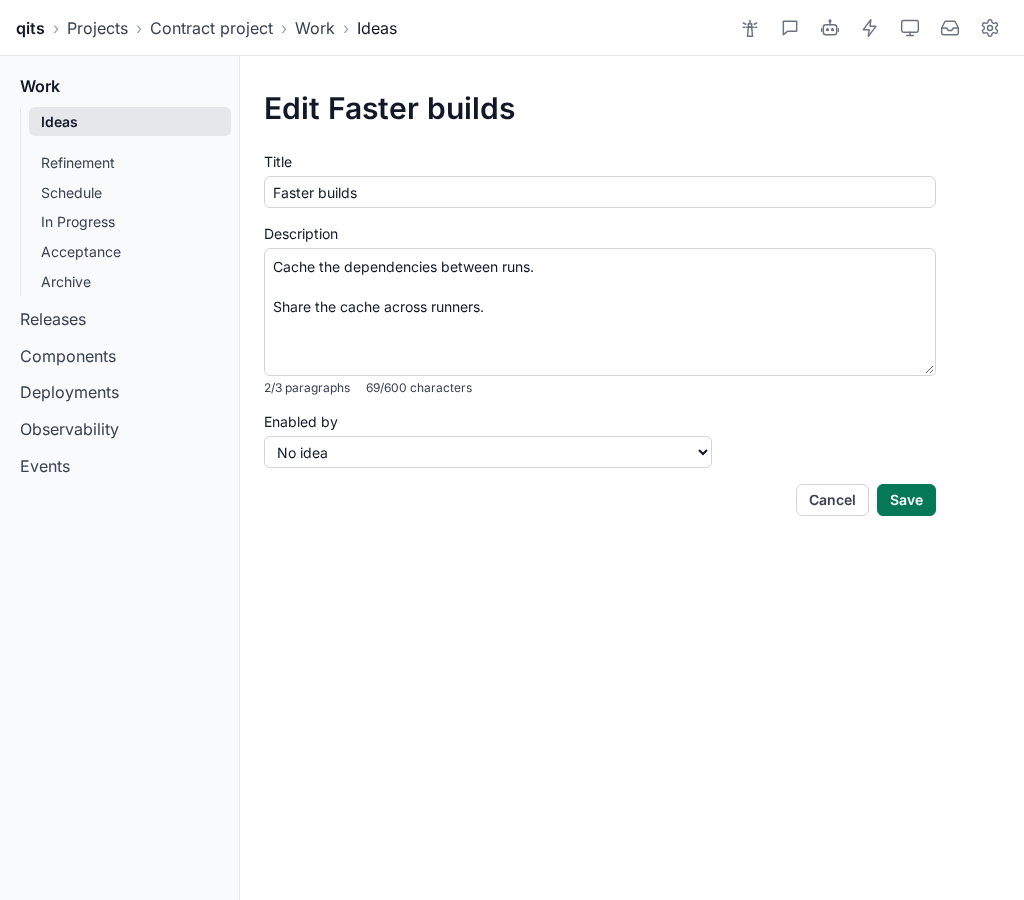 qits › Projects › Contract project › Work › Ideas
Work
Ideas
Refinement
Schedule
In Progress
Acceptance
Archive
Releases
Components
Deployments
Observability
Events
Edit Faster builds
Title
Faster builds
Description
Cache the dependencies between runs.
Share the cache across runners.
2/3 paragraphs 69/600 characters
Enabled by
No idea
Cancel Save